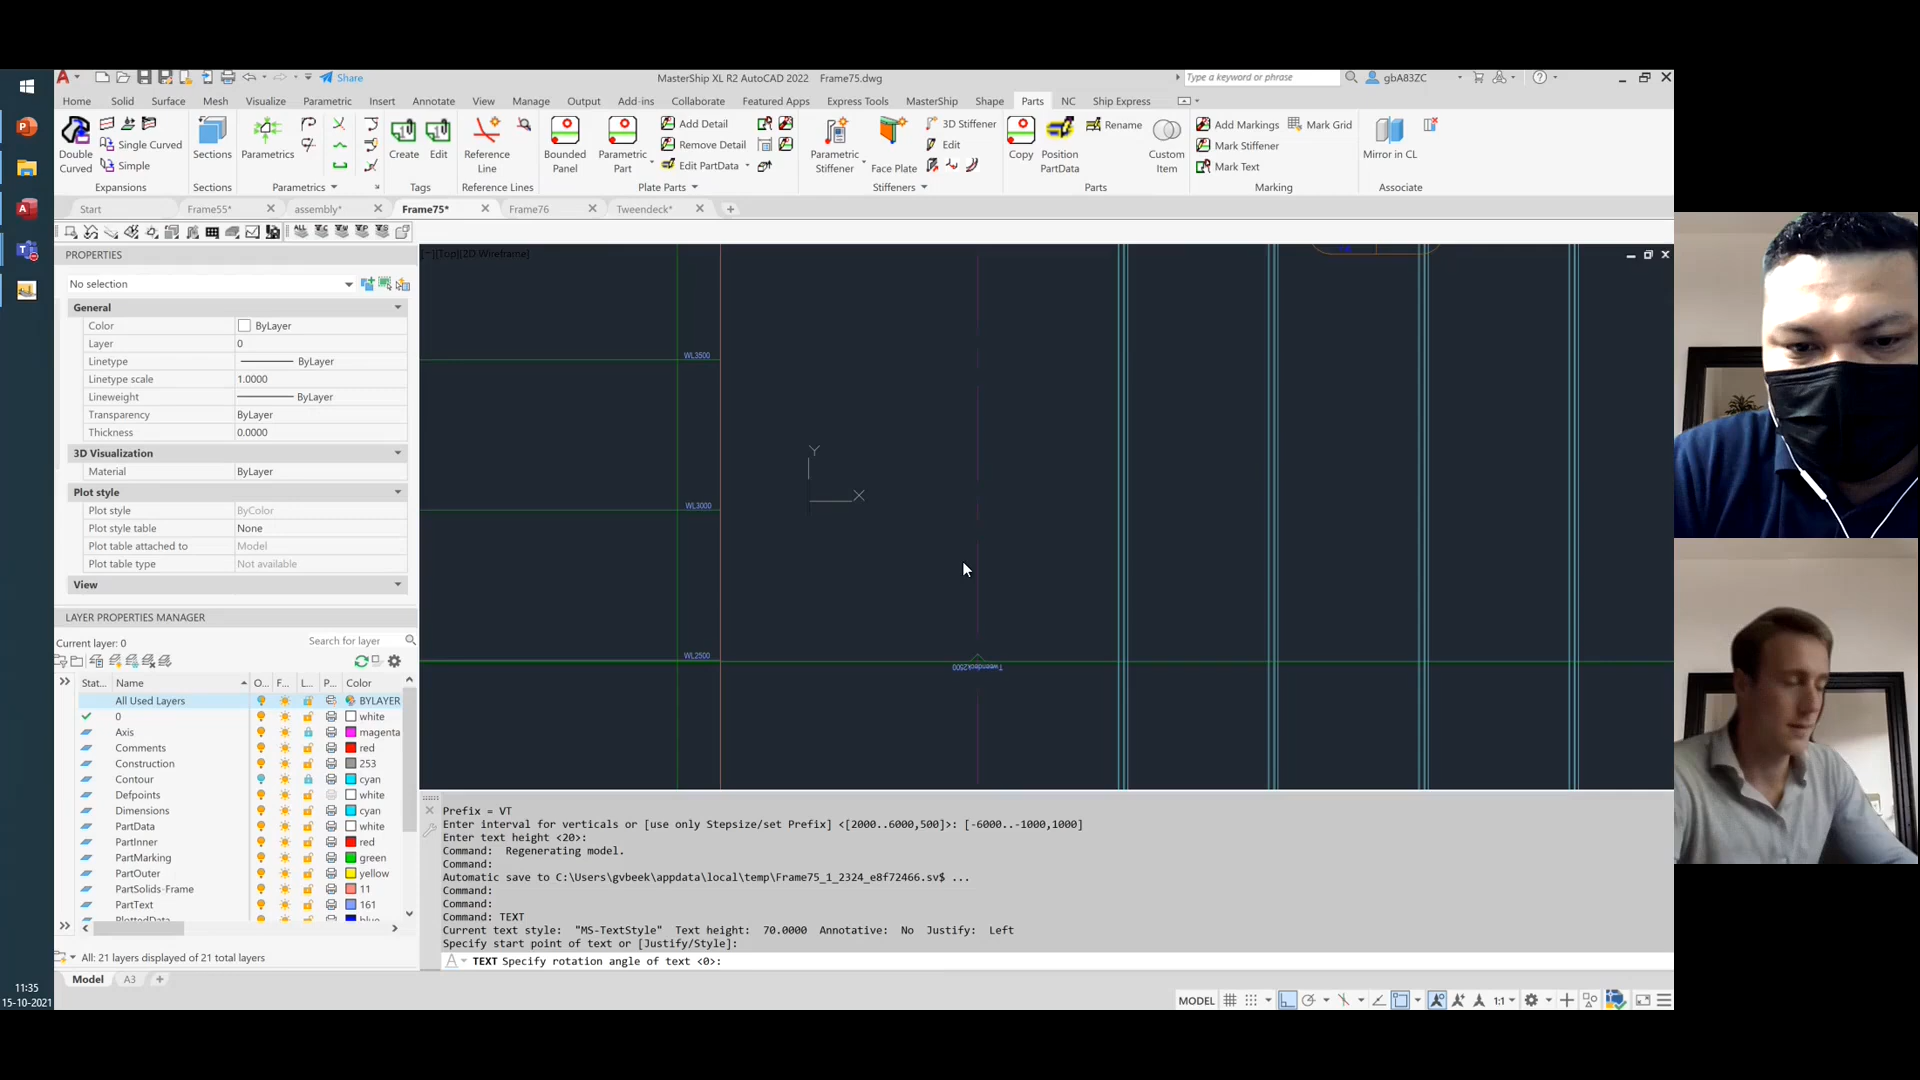 Share
MasterShip XL R2 AutoCAD 2022 Frame75.dwg
Type a keyword or phrase
gbA83ZC
Home Solid Surface Mesh Visualize Parametric Insert Annotate View Manage Output Add-ins Collaborate Featured Apps Express Tools MasterShip Shape Parts NC Ship Express
Double Curved
Single Curved
Simple
Expansions
Sections
Sections
Parametrics
Parametrics
Create
Edit
Tags
Reference Line
Reference Lines
Bounded Panel
Parametric Part
Add Detail
Remove Detail
Edit PartData
Plate Parts
Parametric Stiffener
Face Plate
3D Stiffener
Edit
Stiffeners
Copy
Position PartData
Rename
Custom Item
Parts
Add Markings
Mark Stiffener
Mark Text
Mark Grid
Marking
Mirror in CL
Associate
Start Frame55* assembly* Frame75* Frame76 Tweendeck*
PROPERTIES
No selection
General
Color ByLayer
Layer 0
Linetype ByLayer
Linetype scale 1.0000
Lineweight ByLayer
Transparency ByLayer
Thickness 0.0000
3D Visualization
Material ByLayer
Plot style
Plot style ByColor
Plot style table None
Plot table attached to Model
Plot table type Not available
View
LAYER PROPERTIES MANAGER
Current layer: 0
Search for layer
Stat... Name O... F... L... P... Color
All Used Layers BYLAYER
0 white
Axis magenta
Comments red
Construction 253
Contour cyan
Defpoints white
Dimensions cyan
PartData white
PartInner red
PartMarking green
PartOuter yellow
PartSolids-Frame 11
PartText 161
PlottedData blue
All: 21 layers displayed of 21 total layers
Model A3
[−][Top][2D Wireframe]
WL3500
Y
X
WL3000
WL2500
Tweendeck2500
Prefix = VT
Enter interval for verticals or [use only Stepsize/set Prefix] <[2000..6000,500]>: [-6000..-1000,1000]
Enter text height <20>:
Command:  Regenerating model.
Command:
Automatic save to C:\Users\gvbeek\appdata\local\temp\Frame75_1_2324_e8f72466.sv$ ...
Command:
Command:
Command: TEXT
Current text style:  "MS-TextStyle"  Text height:  70.0000  Annotative:  No  Justify:  Left
Specify start point of text or [Justify/Style]:
TEXT Specify rotation angle of text <0>:
MODEL 1:1
11:35
15-10-2021